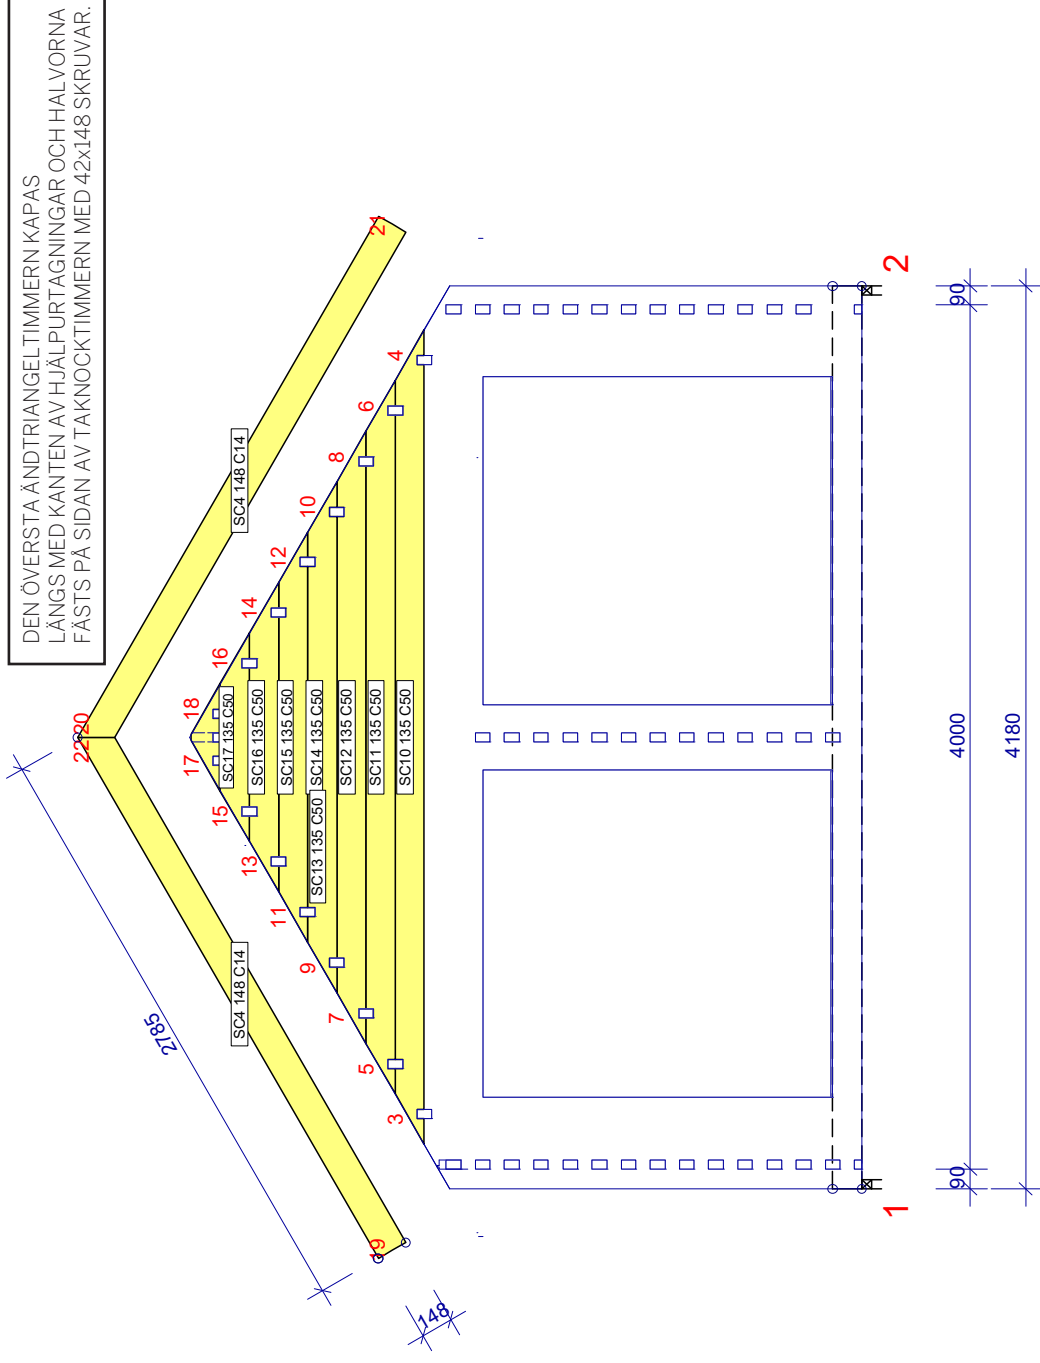 DEN ÖVERSTA ÄNDTRIANGELTIMMERN KAPAS
LÄNGS MED KANTEN AV HJÄLPURTAGNINGAR OCH HALVORNA
FÄSTS PÅ SIDAN AV TAKNOCKTIMMERN MED 42x148 SKRUVAR.
22 20
2785
SC4 148 C14
SC4 148 C14
19
21
148
17 18
15 16
13 14
11 12
9 10
7 8
5 6
3 4
SC17 135 C50
SC16 135 C50
SC15 135 C50
SC14 135 C50
SC13 135 C50
SC12 135 C50
SC11 135 C50
SC10 135 C50
1 2
90 4000 90
4180